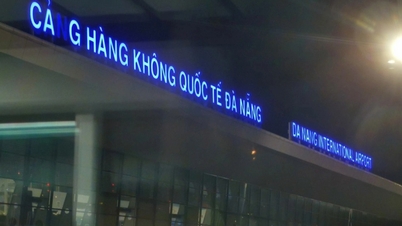 CẢNG HÀNG KHÔNG QUỐC TẾ ĐÀ NẴNG
DA NANG INTERNATIONAL AIRPORT